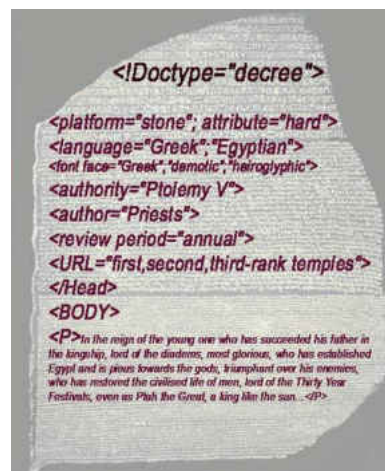 <!Doctype="decree">
<platform="stone"; attribute="hard">
<language="Greek";"Egyptian">
<font face="Greek","demotic","heiroglyphic">
<authority="Ptolemy V">
<author="Priests">
<review period="annual">
<URL="first,second,third-rank temples">
</Head>
<BODY>
<P>In the reign of the young one who has succeeded his father in
the kingship, lord of the diadems, most glorious, who has established
Egypt and is pious towards the gods, triumphant over his enemies,
who has restored the civilised life of men, lord of the Thirty Year
Festivals, even as Ptah the Great, a king like the sun...</P>